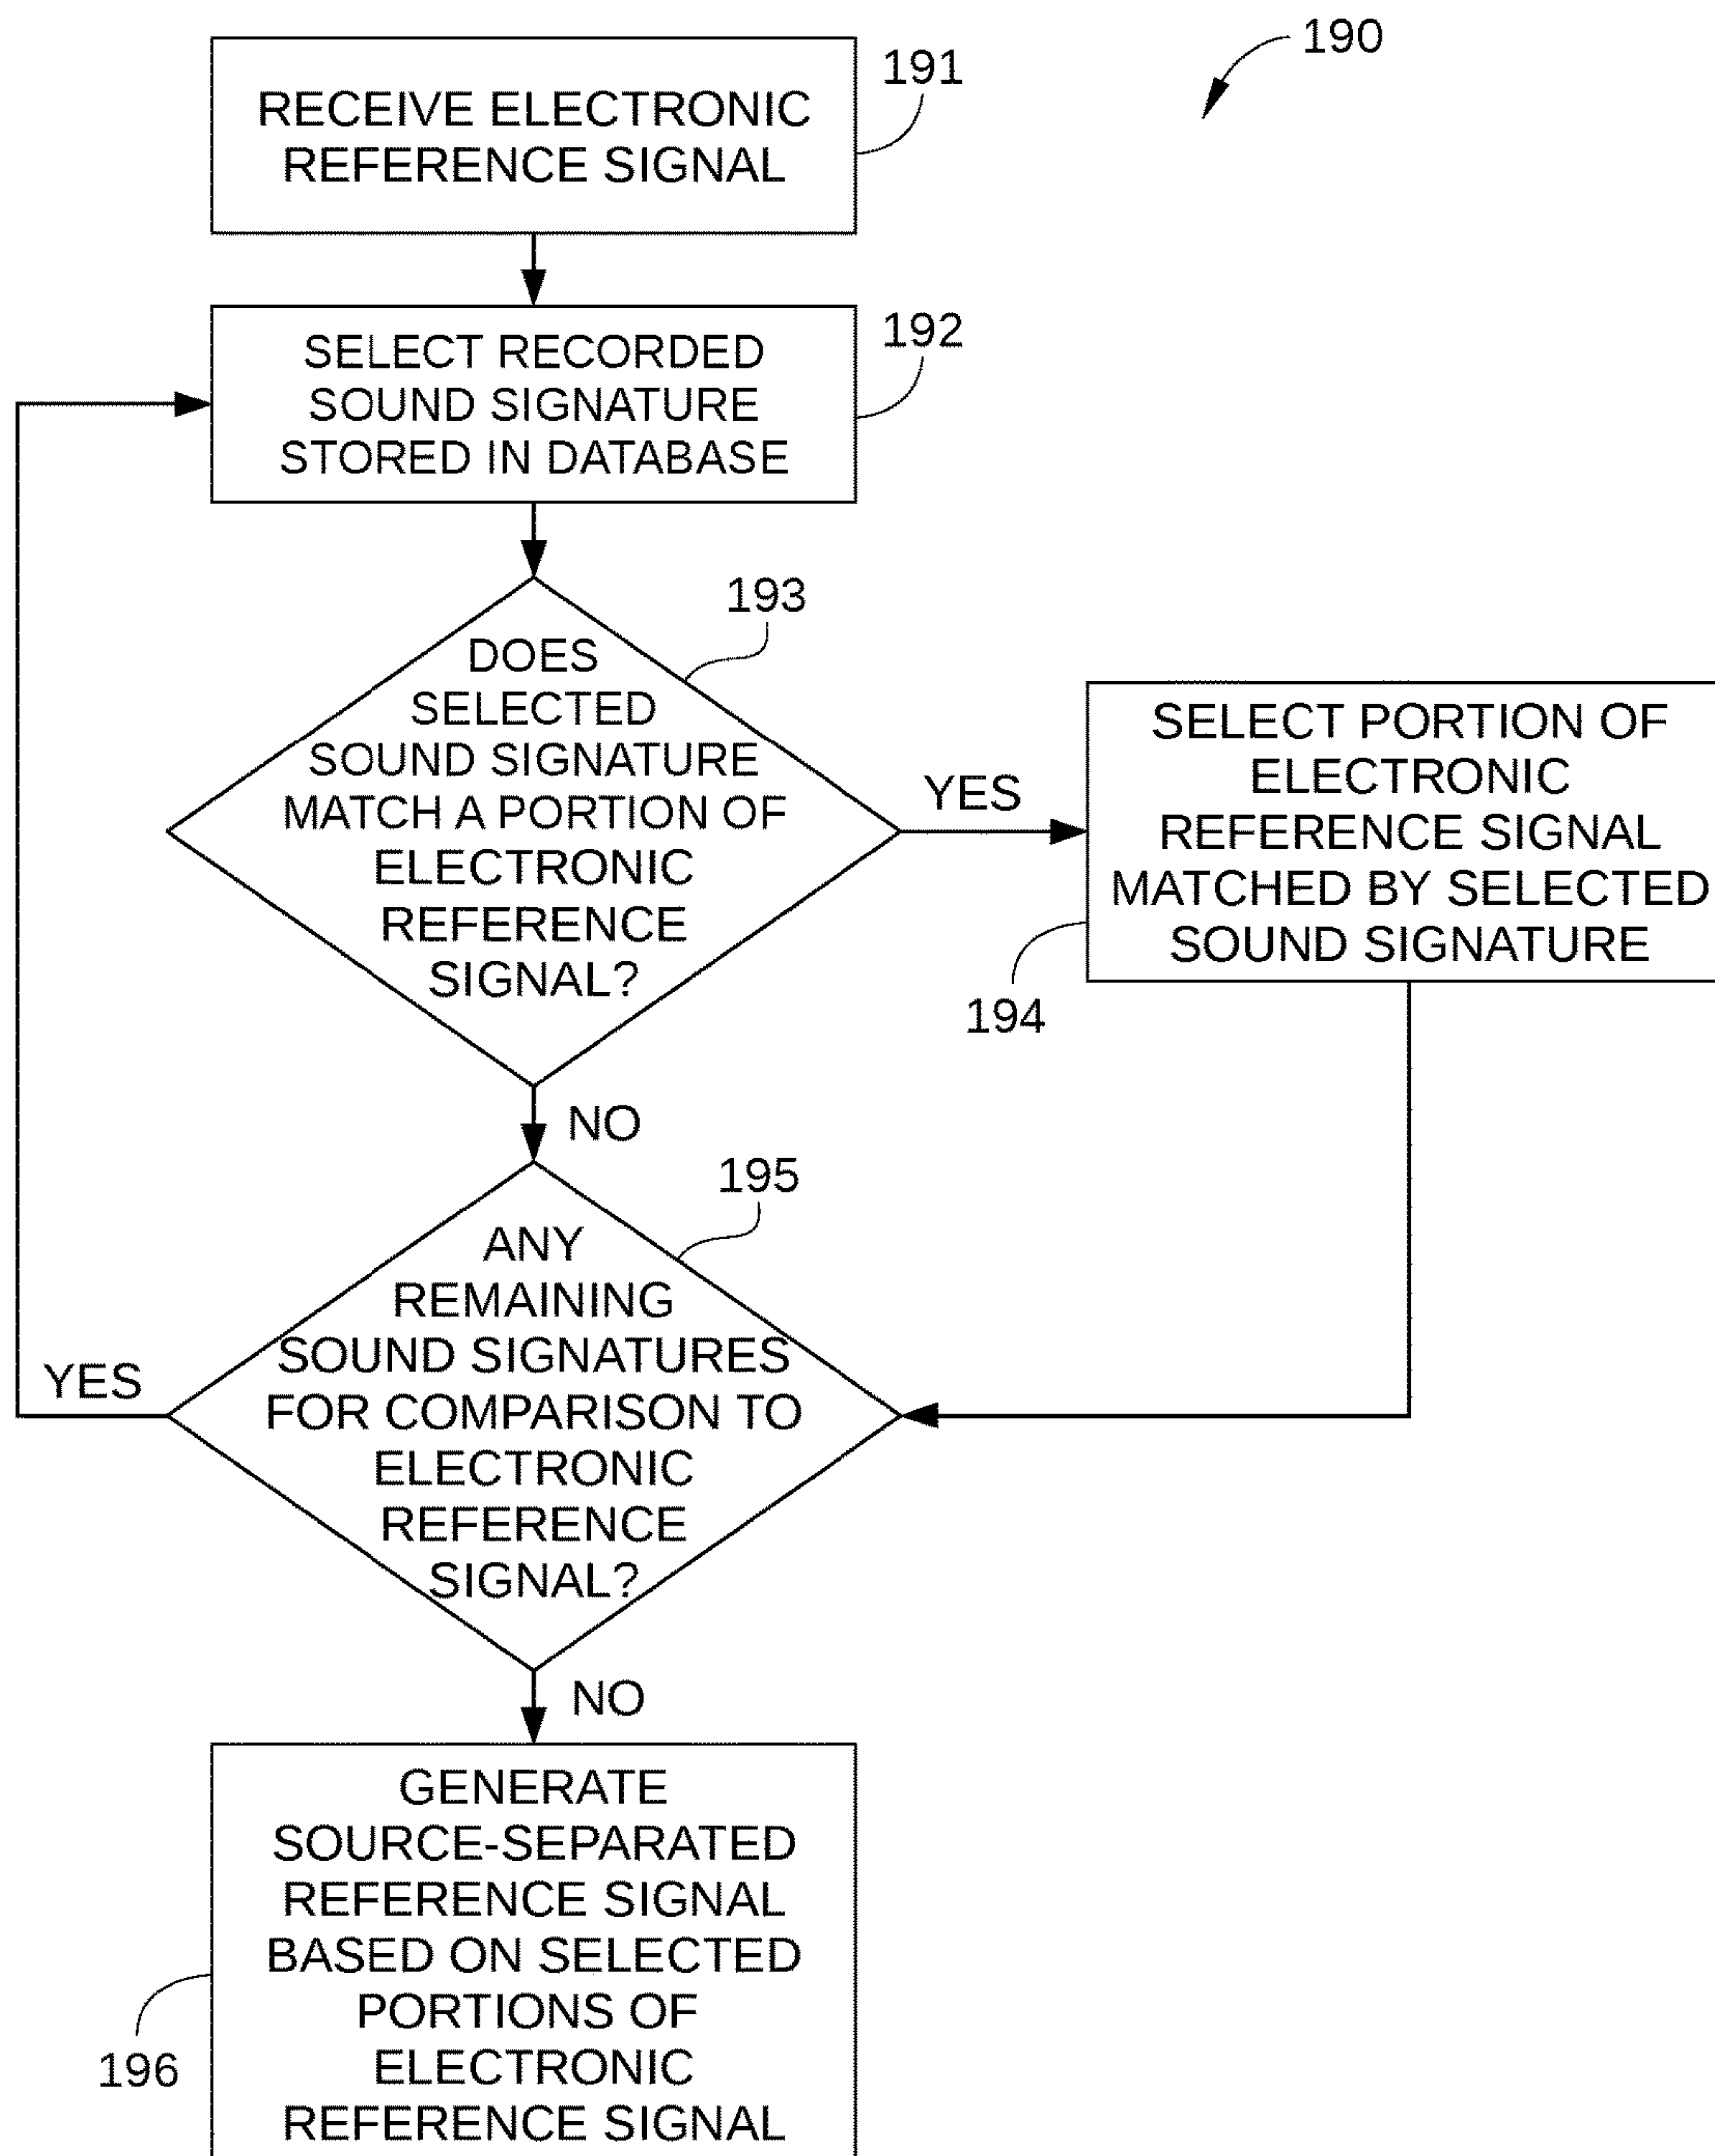 190
191
RECEIVE ELECTRONIC
REFERENCE SIGNAL
192
SELECT RECORDED
SOUND SIGNATURE
STORED IN DATABASE
193
DOES
SELECTED
SOUND SIGNATURE
MATCH A PORTION OF
ELECTRONIC
REFERENCE
SIGNAL?
YES
SELECT PORTION OF
ELECTRONIC
REFERENCE SIGNAL
MATCHED BY SELECTED
SOUND SIGNATURE
194
NO
195
ANY
REMAINING
SOUND SIGNATURES
FOR COMPARISON TO
ELECTRONIC
REFERENCE
SIGNAL?
YES
NO
GENERATE
SOURCE-SEPARATED
REFERENCE SIGNAL
BASED ON SELECTED
PORTIONS OF
ELECTRONIC
REFERENCE SIGNAL
196